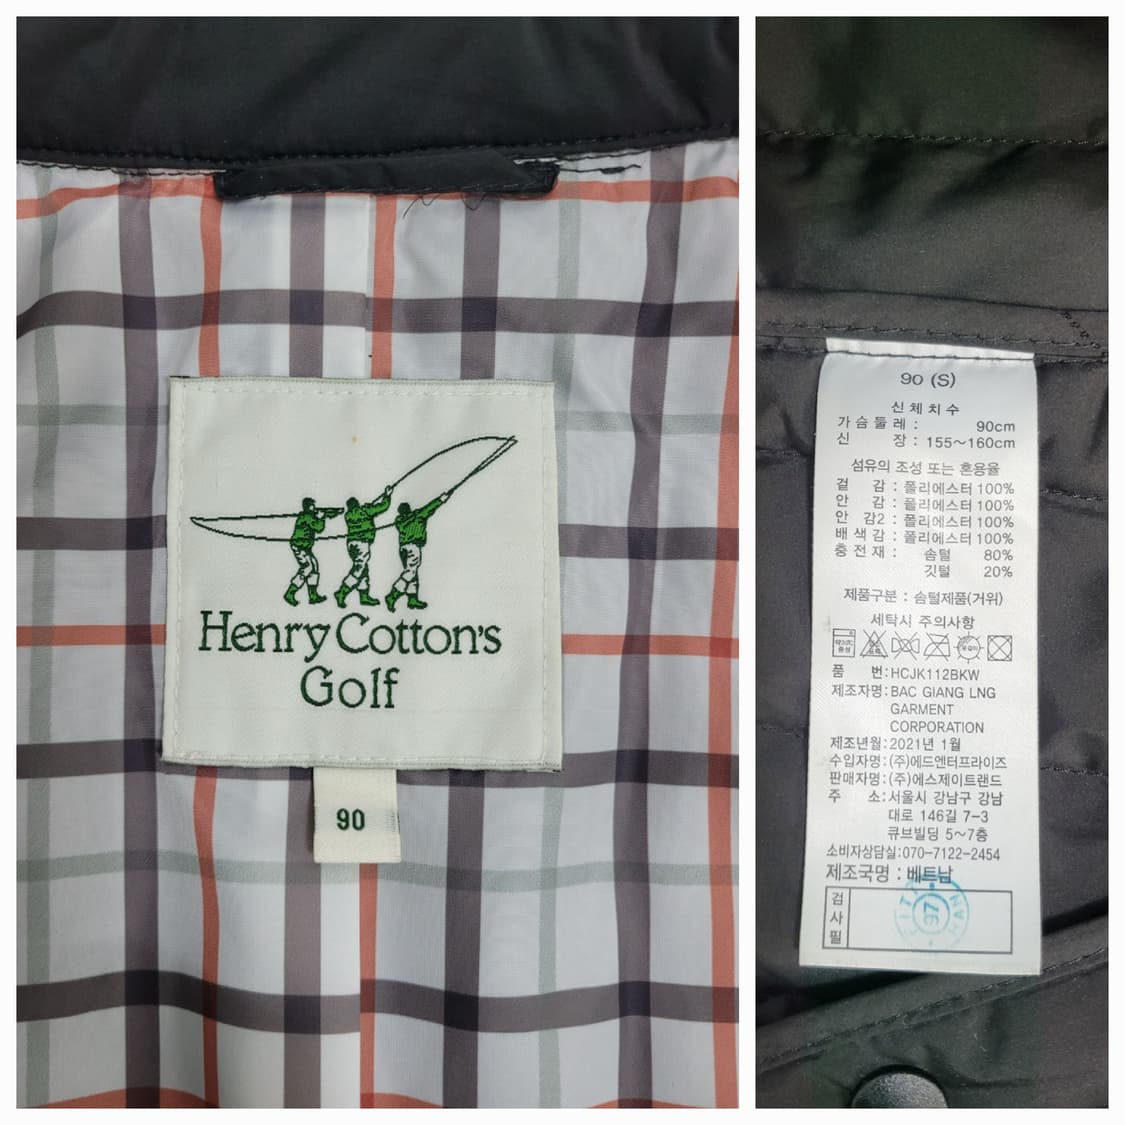 Henry Cotton's
Golf
90
90 (S)
신체치수
가슴둘레 : 90cm
신 장 : 155~160cm
섬유의 조성 또는 혼용율
겉 감 : 폴리에스터 100%
안 감 : 폴리에스터 100%
안 감2 : 폴리에스터 100%
배색감 : 폴리에스터 100%
충전재 : 솜털 80%
깃털 20%
제품구분 : 솜털제품(거위)
세탁시 주의사항
품 번:HCJK112BKW
제조자명:BAC GIANG LNG
GARMENT
CORPORATION
제조년월:2021년 1월
수입자명:(주)에드엔터프라이즈
판매자명:(주)에스제이트랜드
주 소:서울시 강남구 강남
대로 146길 7-3
큐브빌딩 5~7층
소비자상담실:070-7122-2454
제조국명 : 베트남
검사필
97